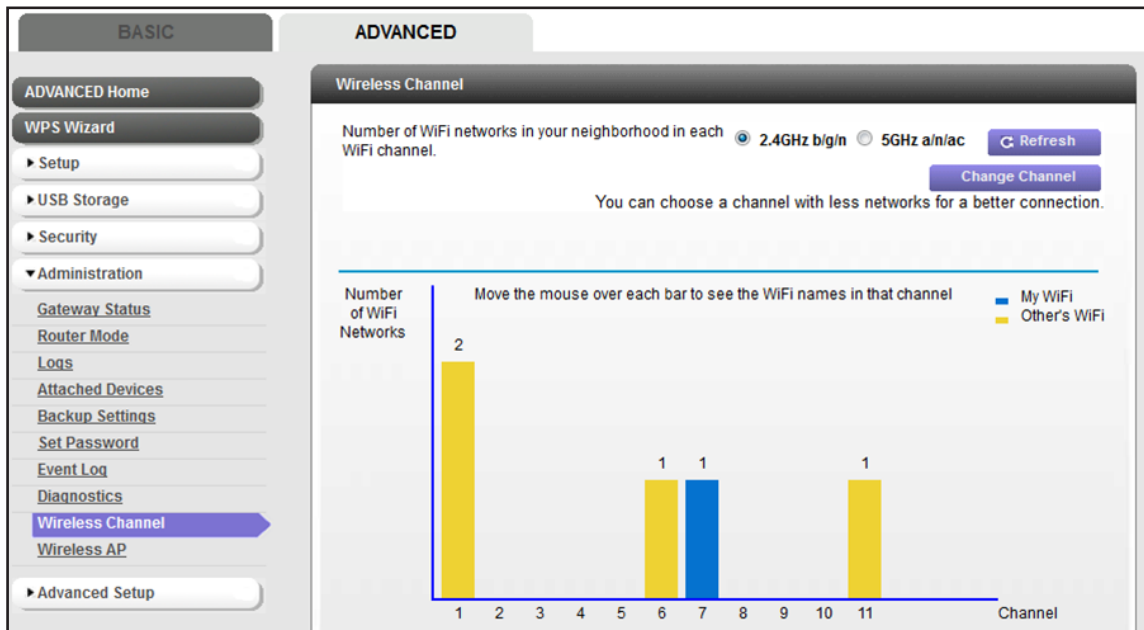 BASIC
ADVANCED
ADVANCED Home
WPS Wizard
Setup
USB Storage
Security
Administration
Gateway Status
Router Mode
Logs
Attached Devices
Backup Settings
Set Password
Event Log
Diagnostics
Wireless Channel
Wireless AP
Advanced Setup
Wireless Channel
Number of WiFi networks in your neighborhood in each
WiFi channel.
2.4GHz b/g/n
5GHz a/n/ac
Refresh
Change Channel
You can choose a channel with less networks for a better connection.
Number
of WiFi
Networks
Move the mouse over each bar to see the WiFi names in that channel
My WiFi
Other's WiFi
2
1 1 1
1 2 3 4 5 6 7 8 9 10 11 Channel